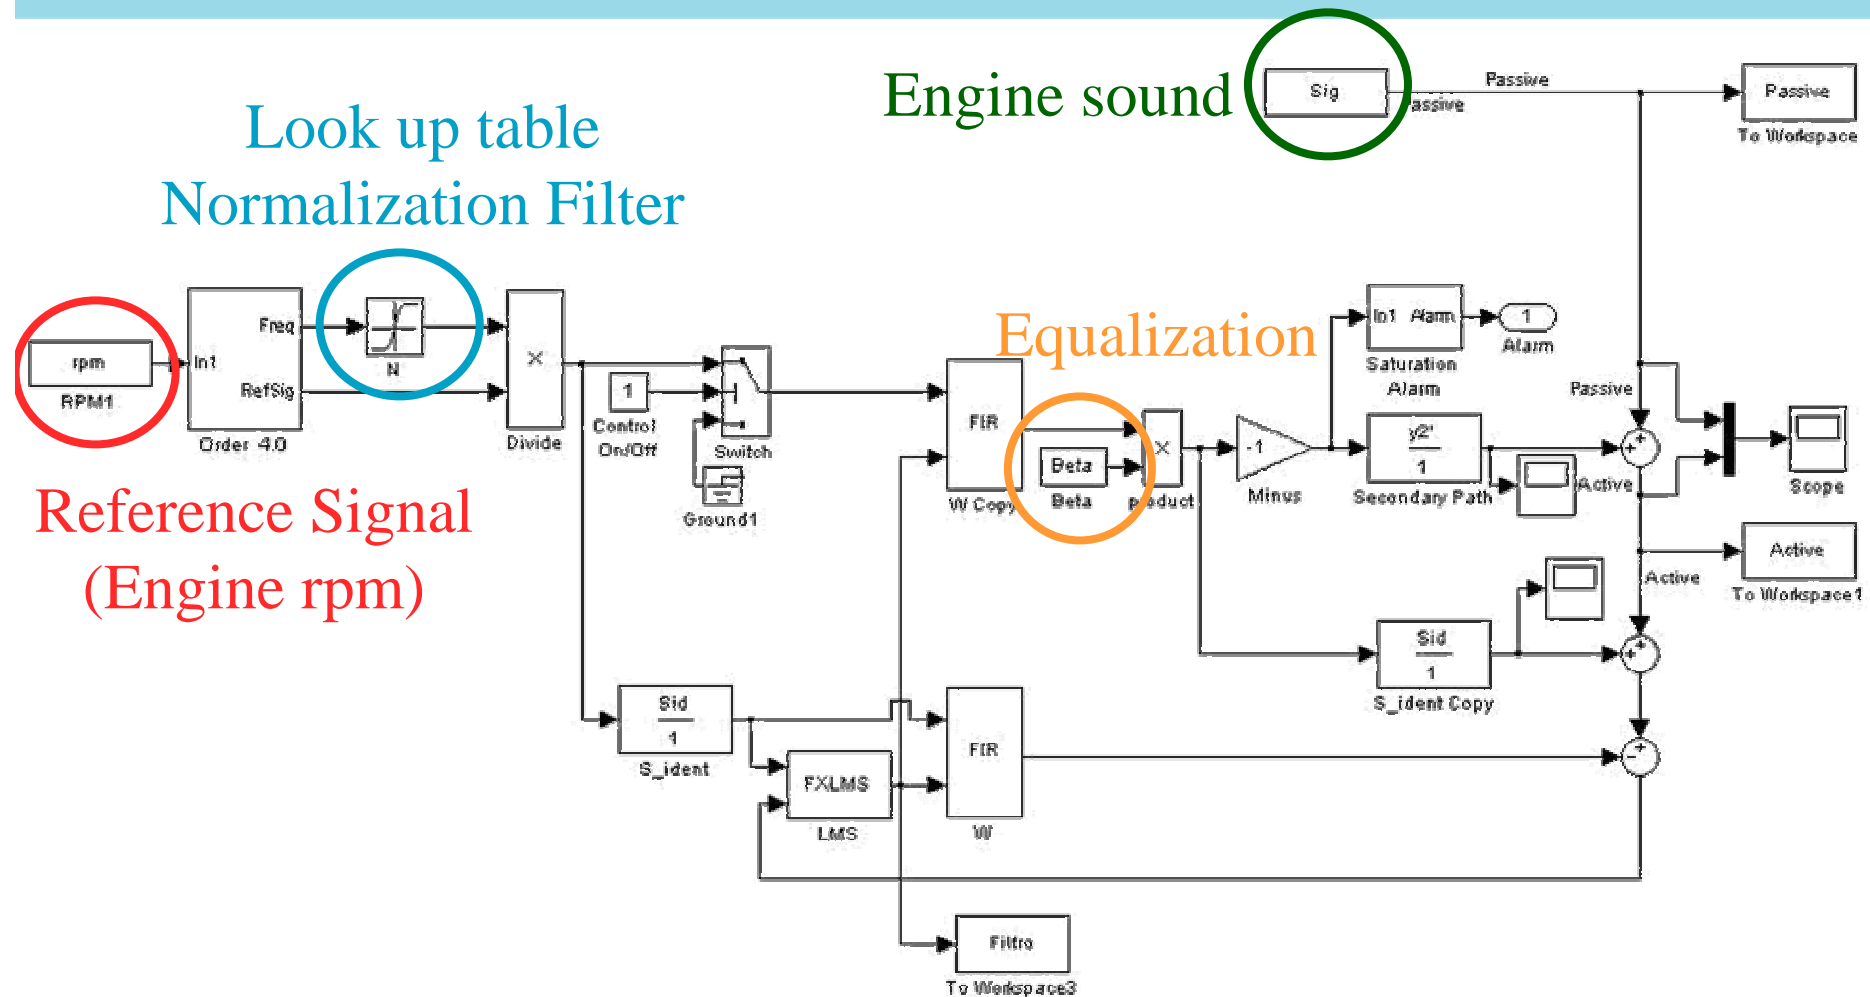 Engine sound
Sig
Passive
assive
Passive
To Workspace
Look up table
Normalization Filter
rpm
RPM1
In1
Freq
RefSig
Order 4.0
N
×
Divide
1
Control
On/Off
Switch
Ground1
Reference Signal
(Engine rpm)
Equalization
FIR
W Copy
Beta
Beta
×
product
-1
Minus
In1 Alarm
Saturation
Alarm
1
Alarm
y2'
1
Secondary Path
Passive
Active
Scope
Active
To Workspace1
Active
Sid
1
S_ident Copy
Sid
1
S_ident
FXLMS
LMS
FIR
W
Filtro
To Workspace3